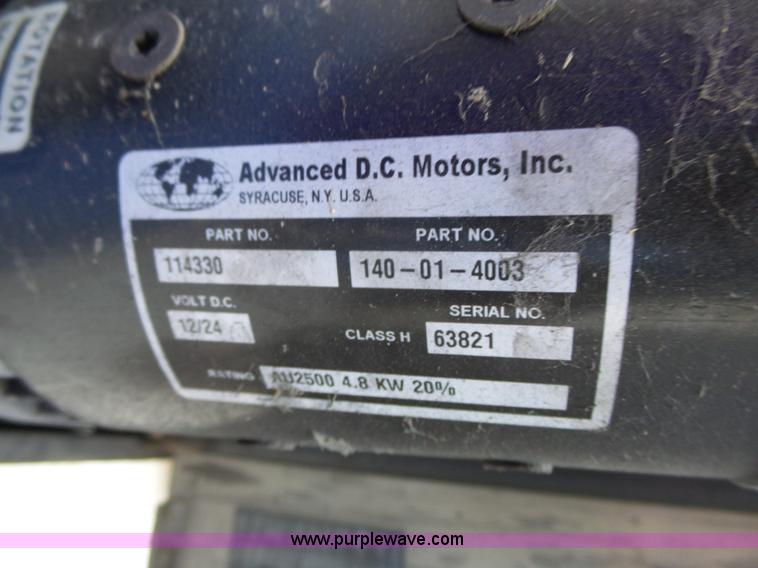 ROTATION
Advanced D.C. Motors, Inc.
SYRACUSE, N.Y. U.S.A.
PART NO. PART NO.
114330 140-01-4003
VOLT D.C. SERIAL NO.
12/24 CLASS H 63821
RATING AU2500 4.8 KW 20%
www.purplewave.com